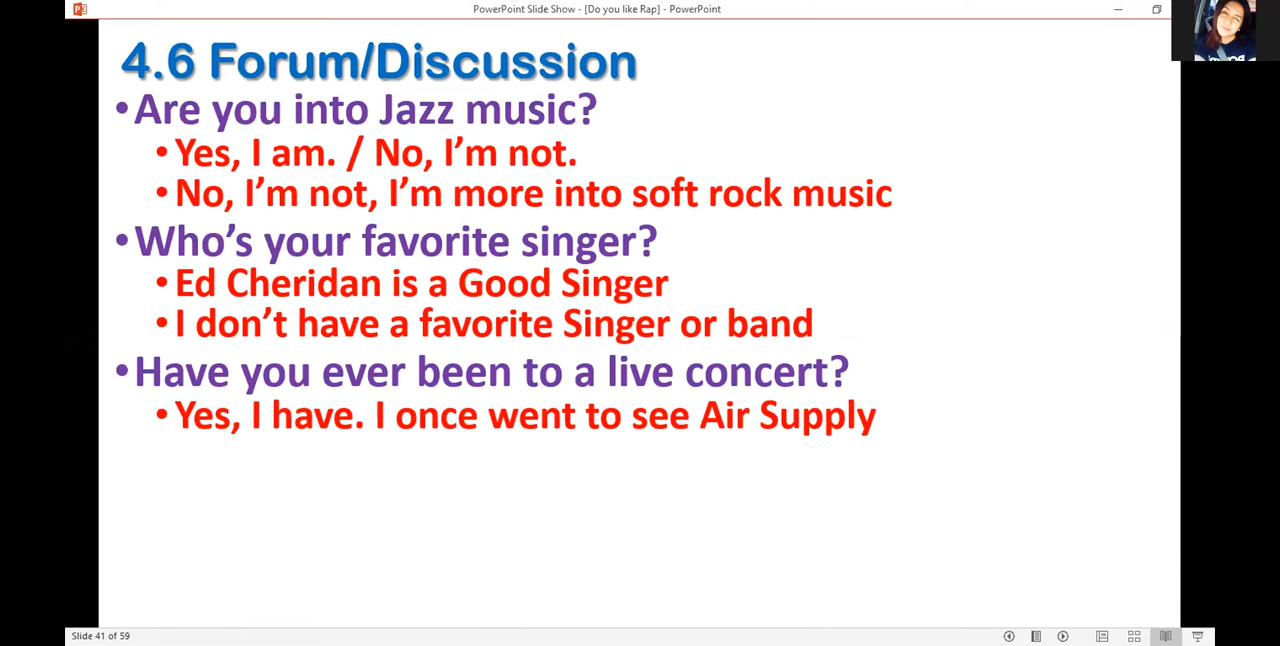 PowerPoint Slide Show - [Do you like Rap] - PowerPoint
4.6 Forum/Discussion
•Are you into Jazz music?
•Yes, I am. / No, I'm not.
•No, I'm not, I'm more into soft rock music
•Who's your favorite singer?
•Ed Cheridan is a Good Singer
•I don't have a favorite Singer or band
•Have you ever been to a live concert?
•Yes, I have. I once went to see Air Supply
Slide 41 of 59